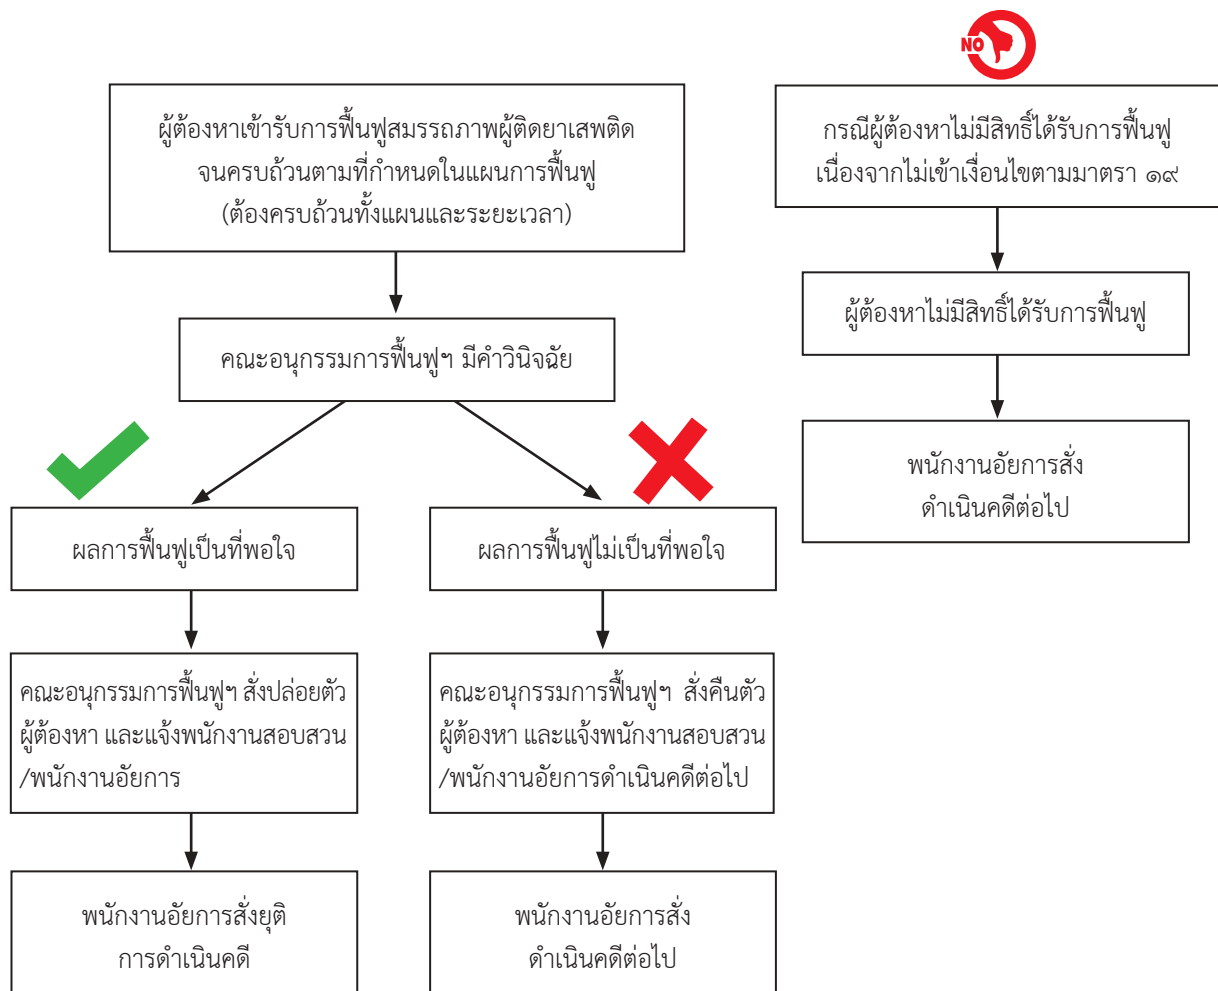 NO
ผู้ต้องหาเข้ารับการฟื้นฟูสมรรถภาพผู้ติดยาเสพติด
จนครบถ้วนตามที่กำหนดในแผนการฟื้นฟู
(ต้องครบถ้วนทั้งแผนและระยะเวลา)
คณะอนุกรรมการฟื้นฟูฯ มีคำวินิจฉัย
ผลการฟื้นฟูเป็นที่พอใจ
คณะอนุกรรมการฟื้นฟูฯ สั่งปล่อยตัว
ผู้ต้องหา และแจ้งพนักงานสอบสวน
/พนักงานอัยการ
พนักงานอัยการสั่งยุติ
การดำเนินคดี
ผลการฟื้นฟูไม่เป็นที่พอใจ
คณะอนุกรรมการฟื้นฟูฯ สั่งคืนตัว
ผู้ต้องหา และแจ้งพนักงานสอบสวน
/พนักงานอัยการดำเนินคดีต่อไป
พนักงานอัยการสั่ง
ดำเนินคดีต่อไป
กรณีผู้ต้องหาไม่มีสิทธิ์ได้รับการฟื้นฟู
เนื่องจากไม่เข้าเงื่อนไขตามมาตรา ๑๙
ผู้ต้องหาไม่มีสิทธิ์ได้รับการฟื้นฟู
พนักงานอัยการสั่ง
ดำเนินคดีต่อไป